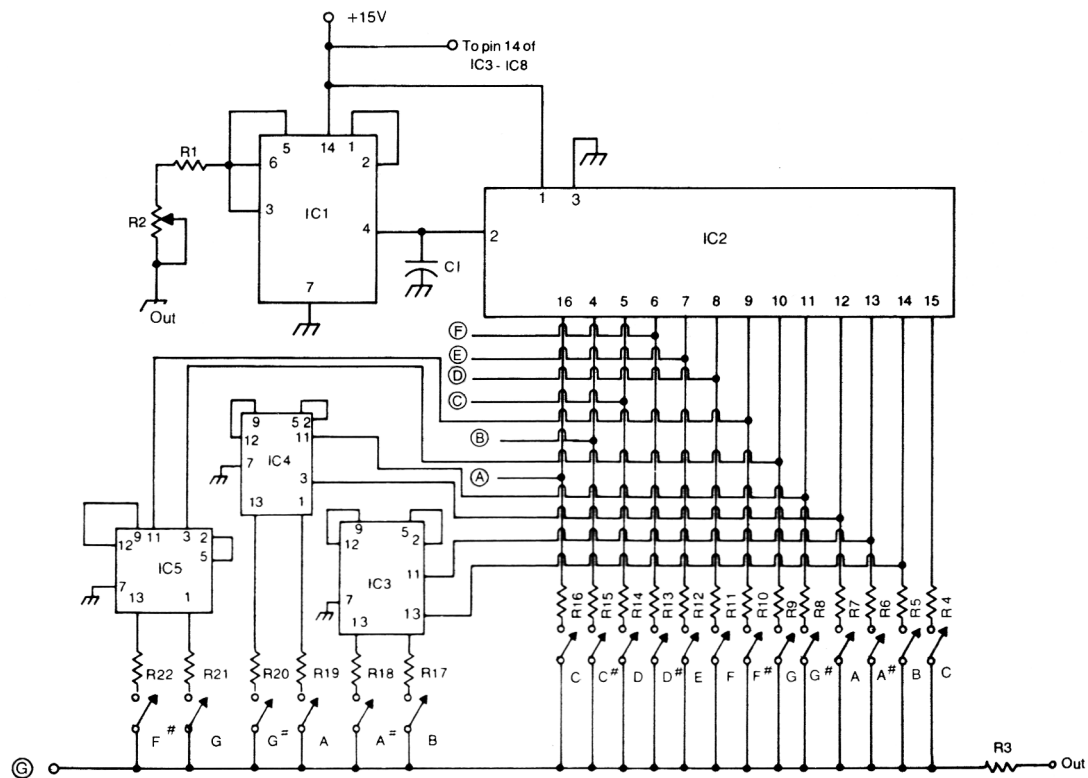 +15V
To pin 14 of
IC3 - IC8
R1
R2
Out
5 14 1
6 2
3 IC1
4
7
C1
1 3
2 IC2
16 4 5 6 7 8 9 10 11 12 13 14 15
F
E
D
C
B
A
9 5 2
12 11
7 IC4
3
13 1
9 5
12 2
IC3 11
7 13
13
9 11 3 2
12 5
IC5
7
13 1
R22 R21 R20 R19 R18 R17
F# G G# A A# B
R16 R15 R14 R13 R12 R11 R10 R9 R8 R7 R6 R5 R4
C C# D D# E F F# G G# A A# B C
G
R3
Out